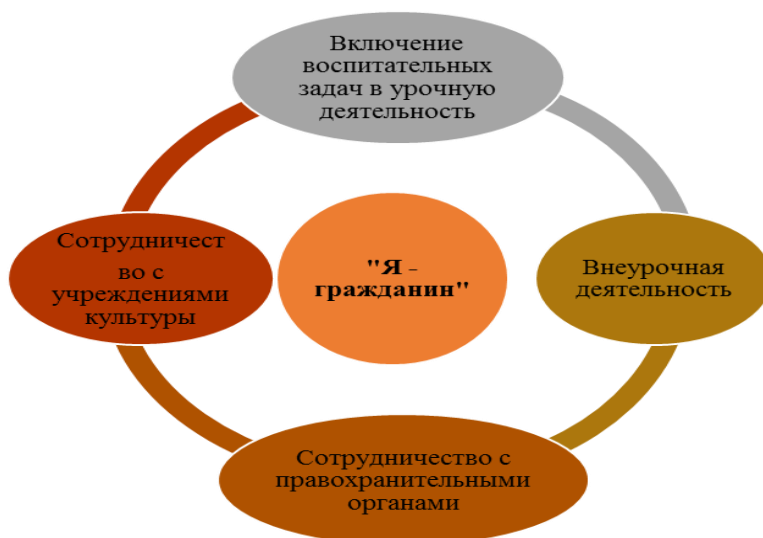 Включение
воспитательных
задач в урочную
деятельность
Сотрудничест
во с
учреждениями
культуры
"Я -
гражданин"
Внеурочная
деятельность
Сотрудничество с
правохранительными
органами